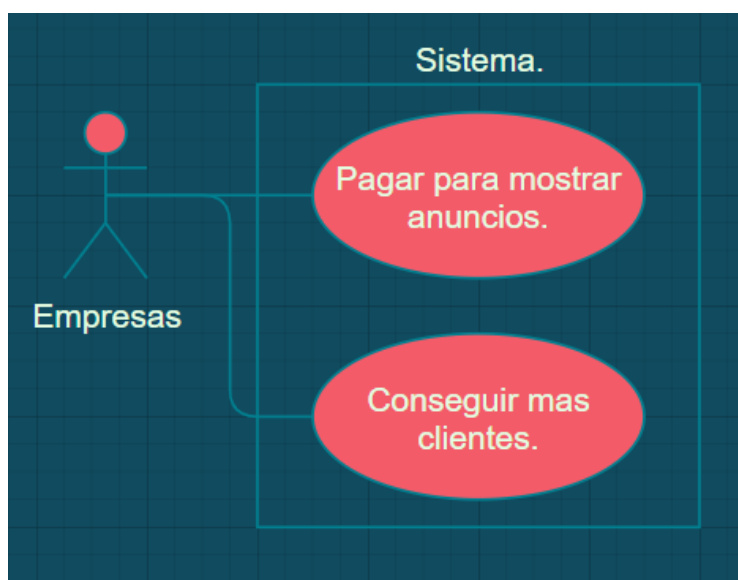 Sistema.
Pagar para mostrar
anuncios.
Empresas
Conseguir mas
clientes.